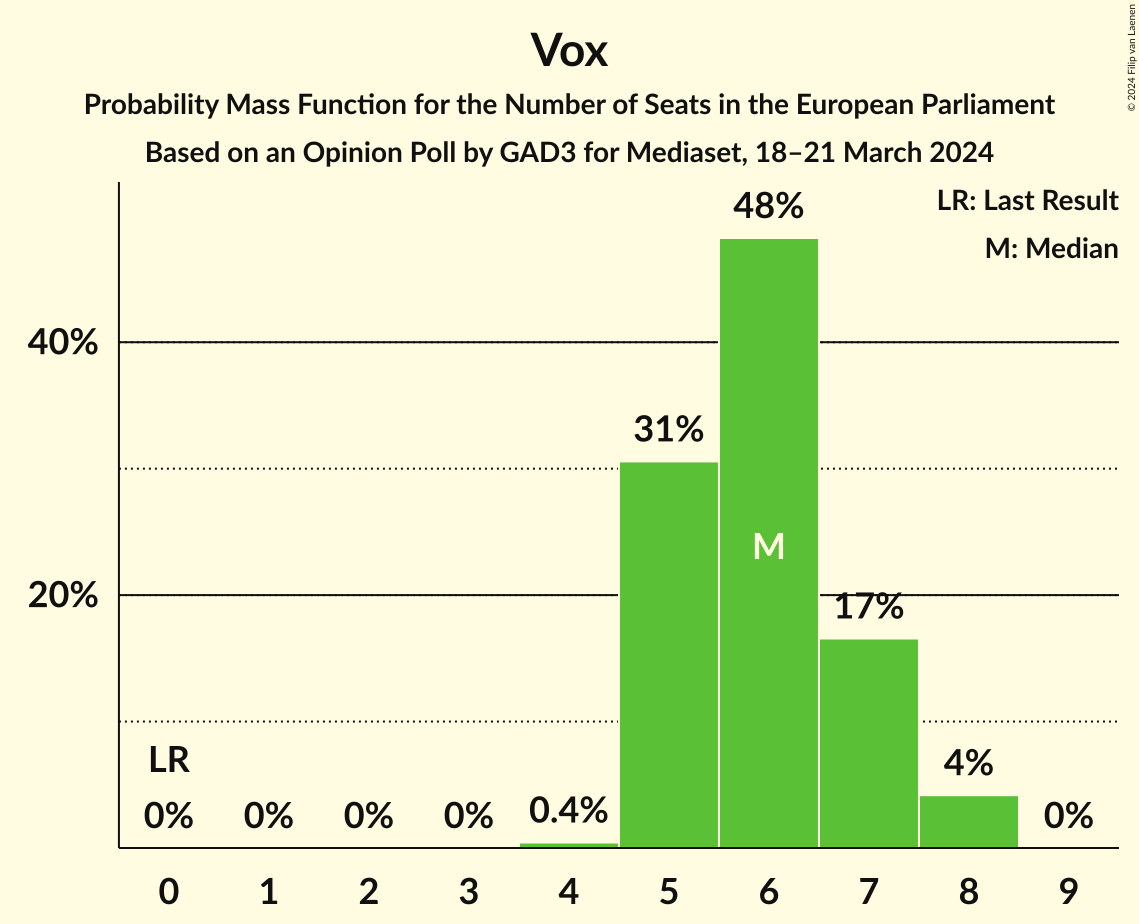 Vox
Probability Mass Function for the Number of Seats in the European Parliament
Based on an Opinion Poll by GAD3 for Mediaset, 18–21 March 2024
© 2024 Filip van Laenen
LR: Last Result
M: Median
48%
40%
31%
M
20%
17%
LR
4%
0% 0% 0% 0% 0.4% 0%
0 1 2 3 4 5 6 7 8 9